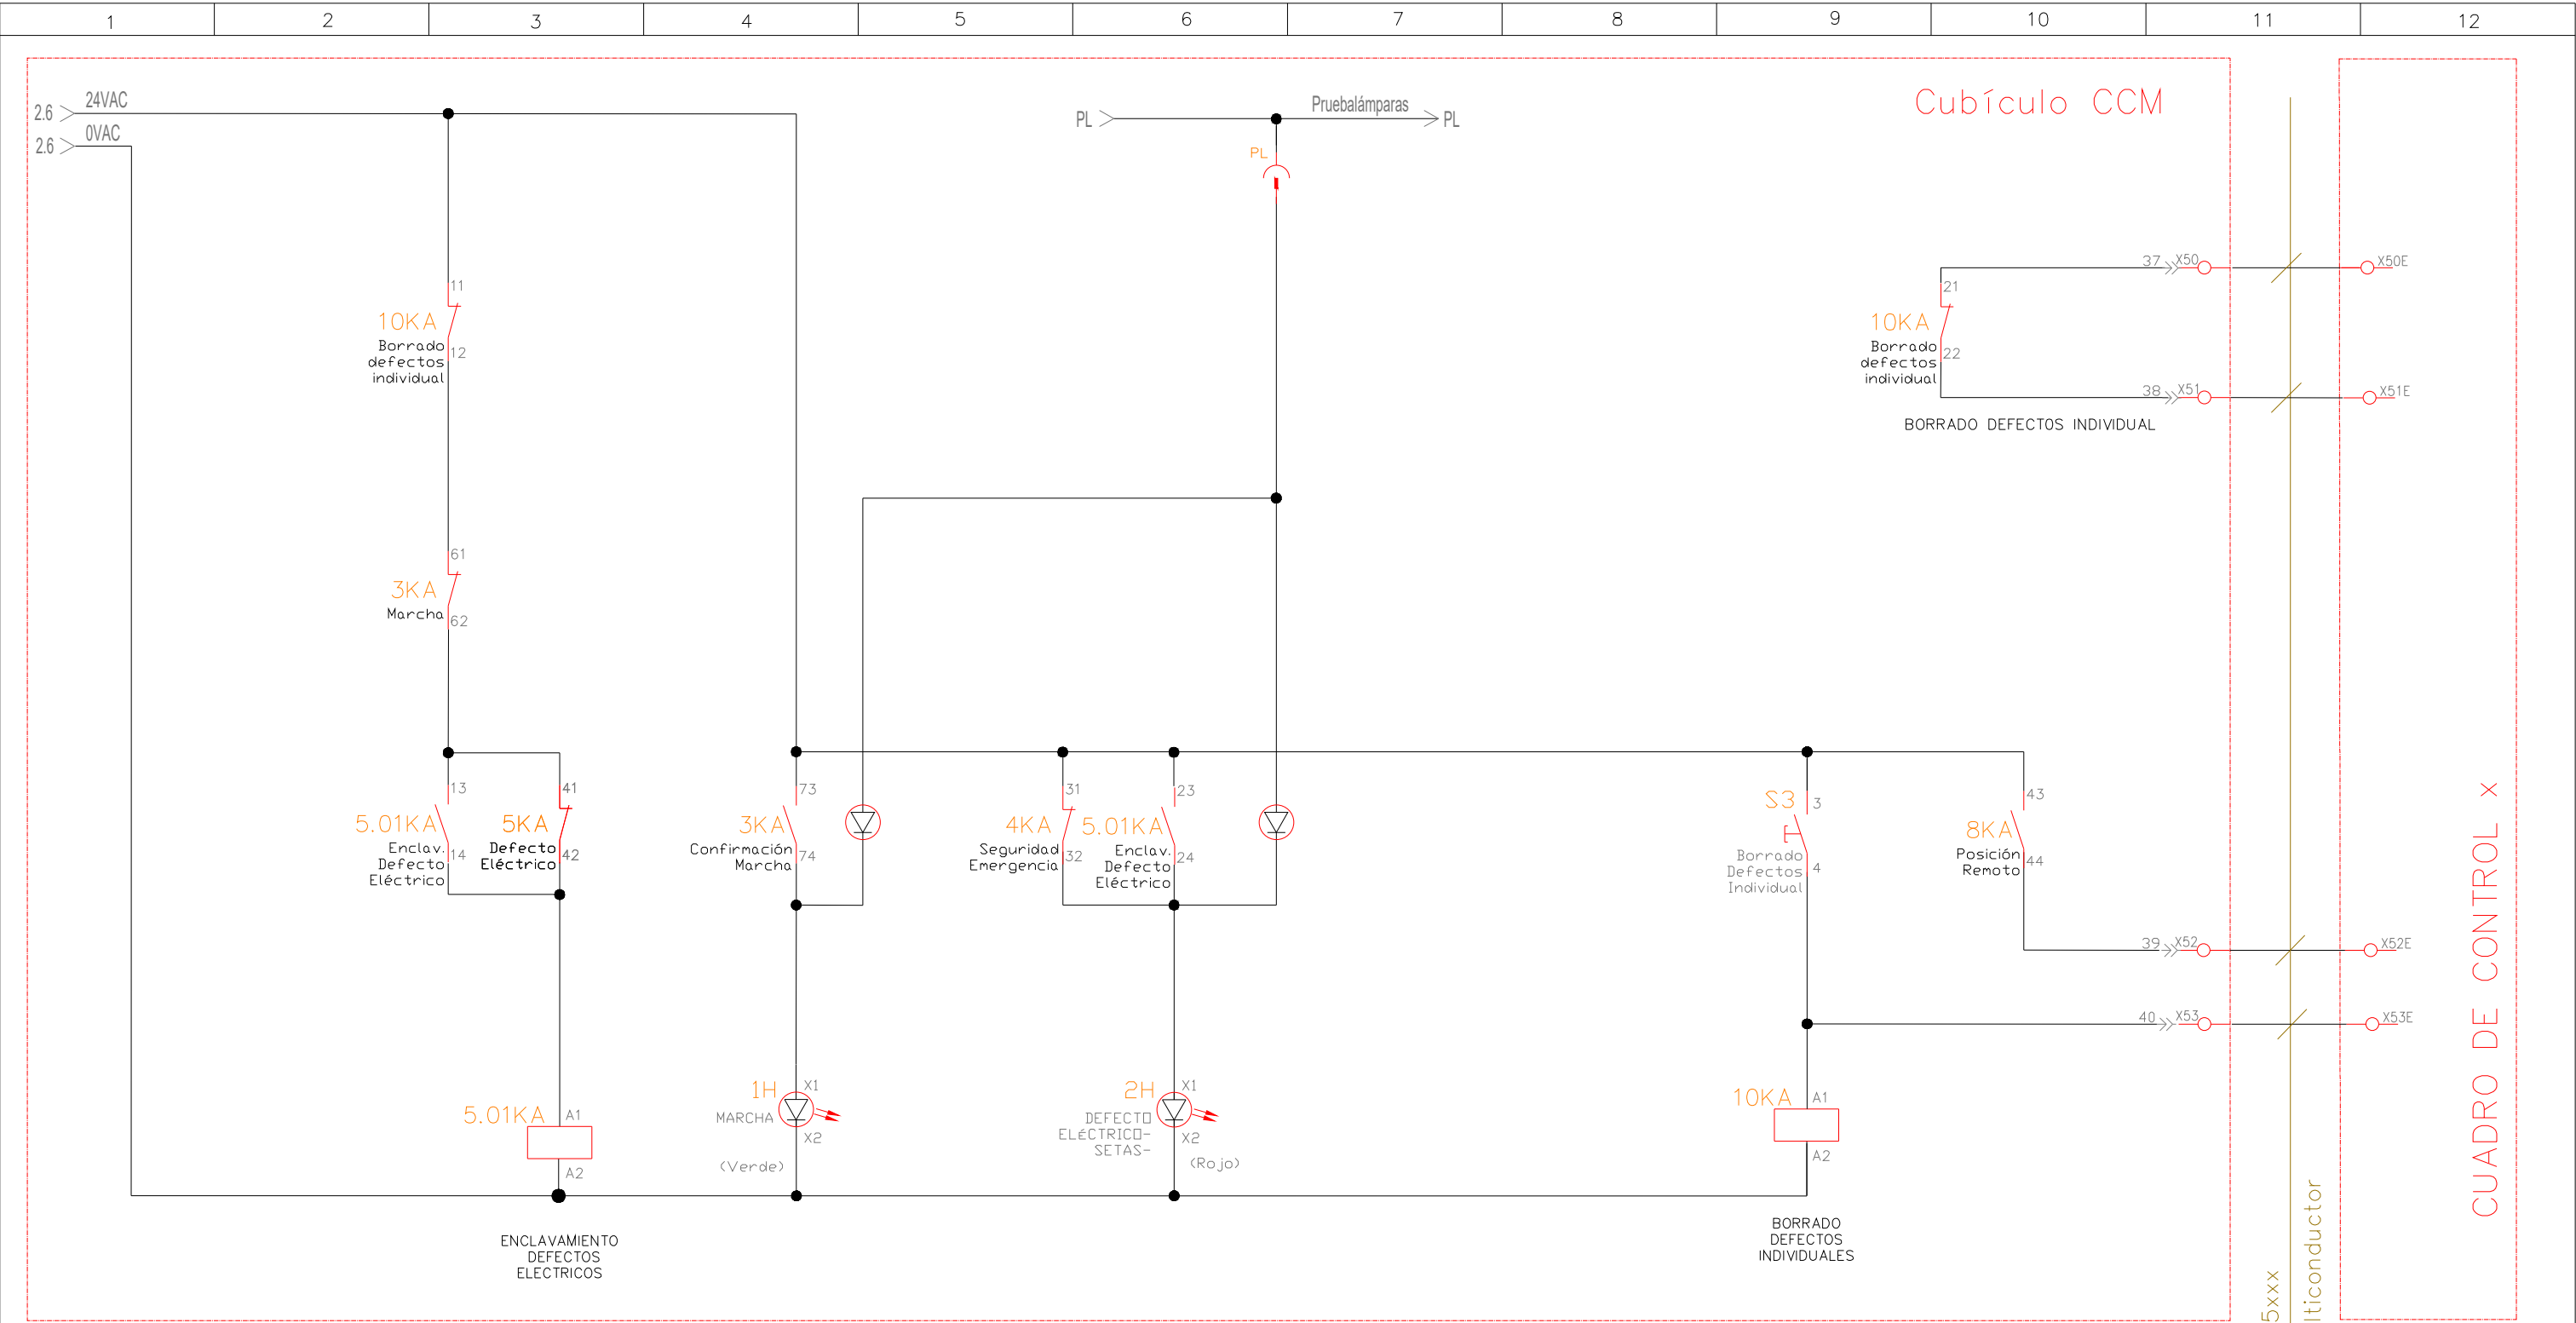 1
2
3
4
5
6
7
8
9
10
11
12
2.6
24VAC
2.6
0VAC
PL
Pruebalámparas
PL
PL
Cubículo CCM
11
10KA
12
Borrado
defectos
individual
61
3KA
Marcha
62
13
5.01KA
14
Enclav.
Defecto
Eléctrico
41
5KA
42
Defecto
Eléctrico
5.01KA
A1
A2
ENCLAVAMIENTO
DEFECTOS
ELECTRICOS
73
3KA
74
Confirmación
Marcha
1H
X1
MARCHA
X2
(Verde)
31
4KA
32
Seguridad
Emergencia
23
5.01KA
24
Enclav.
Defecto
Eléctrico
2H
X1
DEFECTO
ELéCTRICO-
SETAS-
X2
(Rojo)
21
10KA
22
Borrado
defectos
individual
37
X50
X50E
38
X51
X51E
BORRADO DEFECTOS INDIVIDUAL
S3
3
4
Borrado
Defectos
Individual
43
8KA
44
Posición
Remoto
39
X52
X52E
40
X53
X53E
10KA
A1
A2
BORRADO
DEFECTOS
INDIVIDUALES
5xxx
lticonductor
CUADRO DE CONTROL x